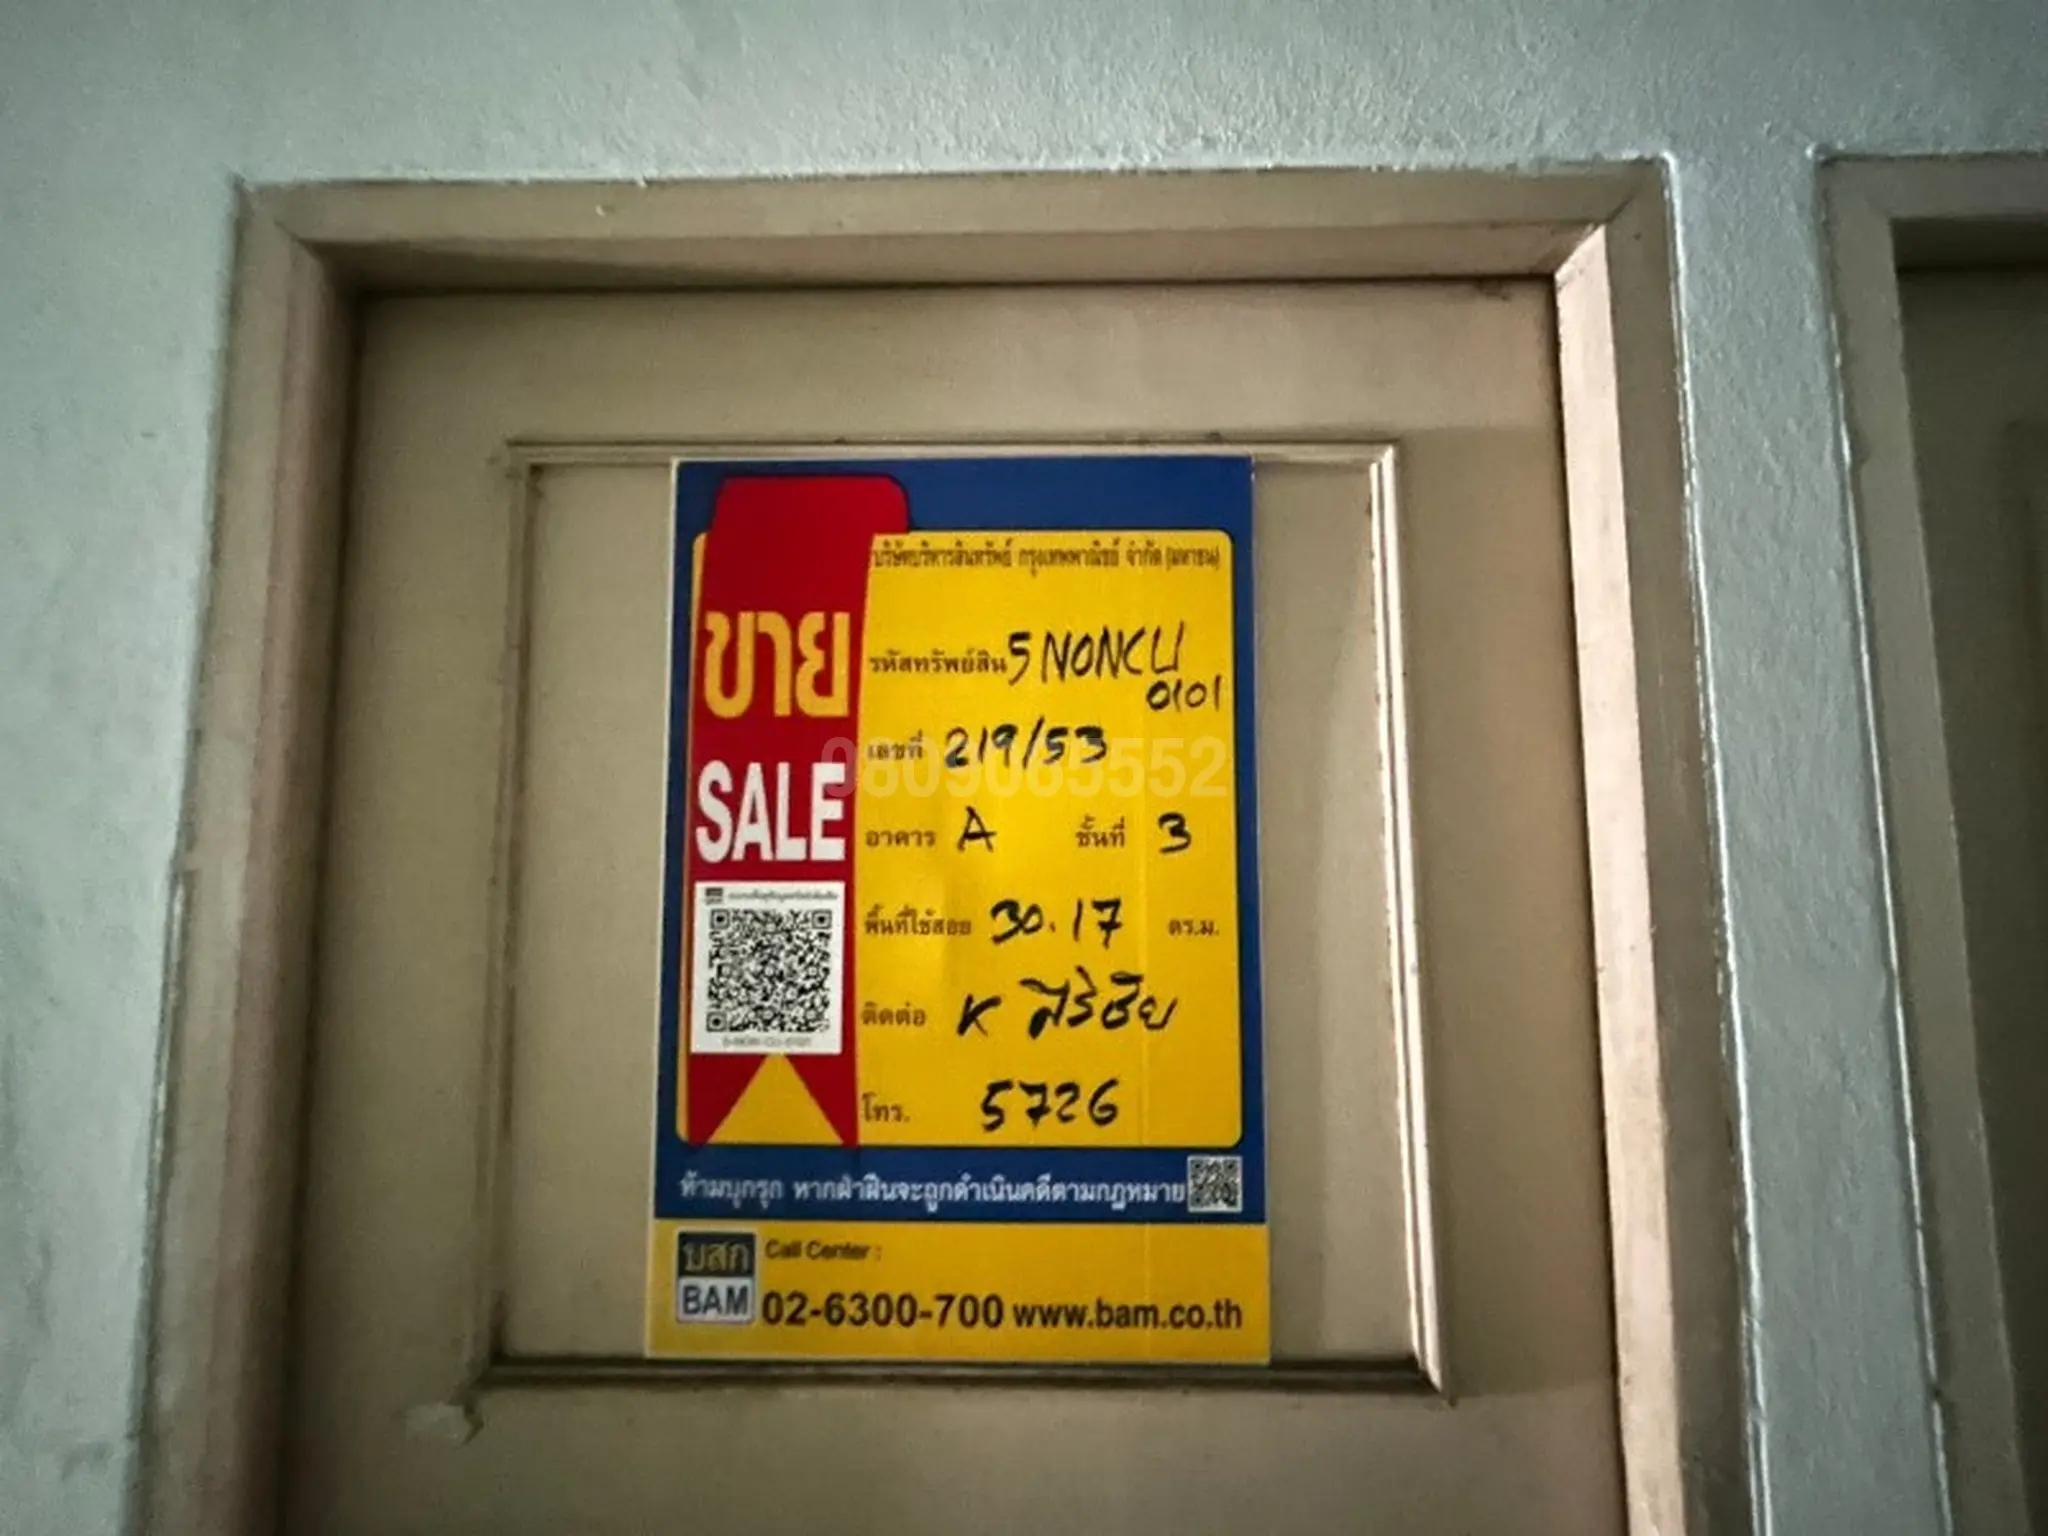 บริษัทบริหารสินทรัพย์ กรุงเทพพาณิชย์ จำกัด (มหาชน)
ขาย
SALE
รหัสทรัพย์สิน 5 NONCU
0101
เลขที่ 219/53
0809065552
อาคาร A ชั้นที่ 3
พื้นที่ใช้สอย 30.17 ตร.ม.
ติดต่อ K
โทร. 5726
ห้ามบุกรุก หากฝ่าฝืนจะถูกดำเนินคดีตามกฎหมาย
บสก
BAM
Call Center :
02-6300-700 www.bam.co.th